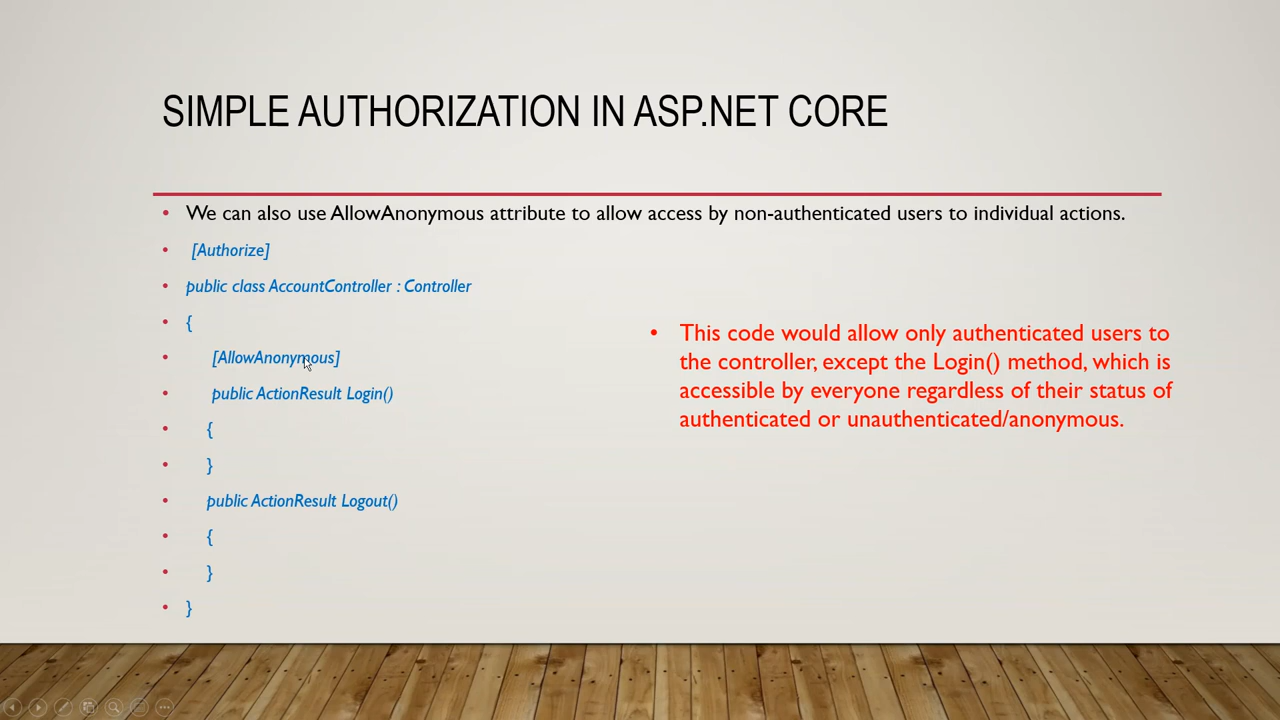 SIMPLE AUTHORIZATION IN ASP.NET CORE
• We can also use AllowAnonymous attribute to allow access by non-authenticated users to individual actions.
• [Authorize]
• public class AccountController : Controller
• {
• [AllowAnonymous]
• public ActionResult Login()
• {
• }
• public ActionResult Logout()
• {
• }
• }
• This code would allow only authenticated users to
the controller, except the Login() method, which is
accessible by everyone regardless of their status of
authenticated or unauthenticated/anonymous.